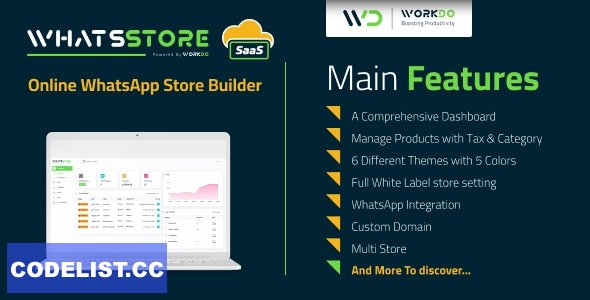 WHATSSTORE
Powered By WORKDO
SaaS
Online WhatsApp Store Builder
WORKDO
Boosting Productivity
Main Features
A Comprehensive Dashboard
Manage Products with Tax & Category
6 Different Themes with 5 Colors
Full White Label store setting
WhatsApp Integration
Custom Domain
Multi Store
And More To discover...
CODELIST.CC